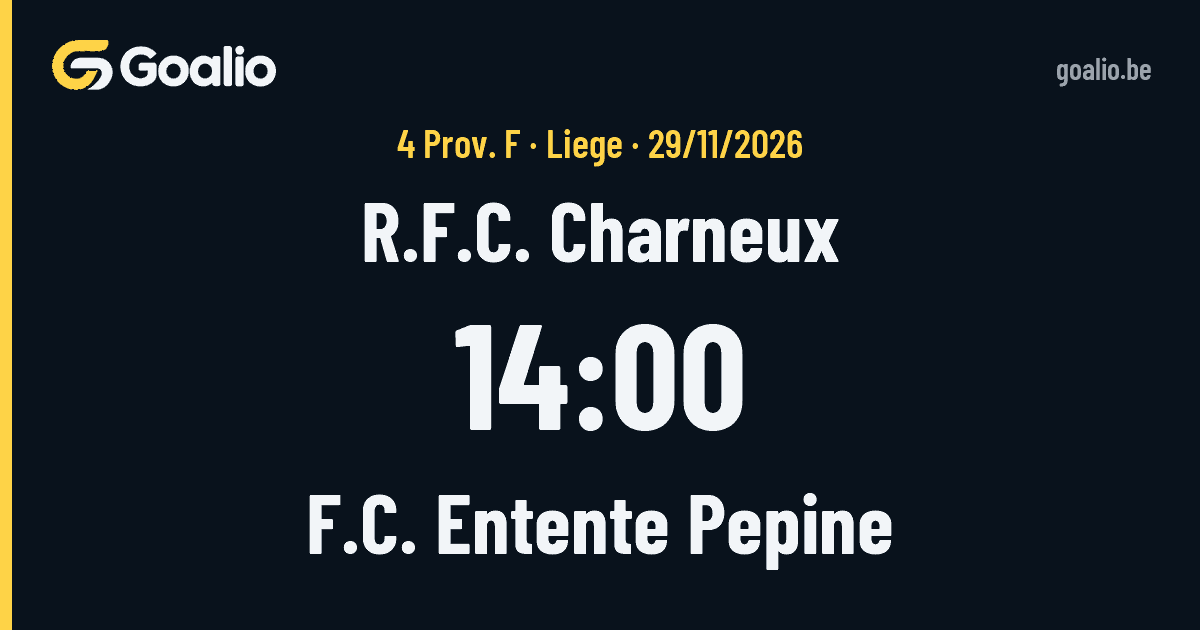 Goalio
goalio.be
4 Prov. F · Liege · 29/11/2026
R.F.C. Charneux
14:00
F.C. Entente Pepine